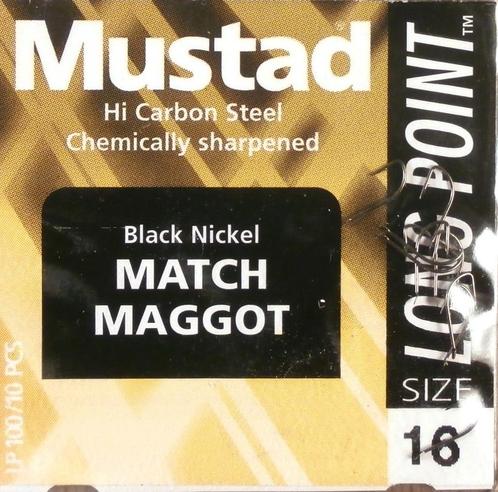 Mustad®
Hi Carbon Steel
Chemically sharpened
Black Nickel
MATCH
MAGGOT
LONG POINT™
SIZE
16
LP 100/10 PCS